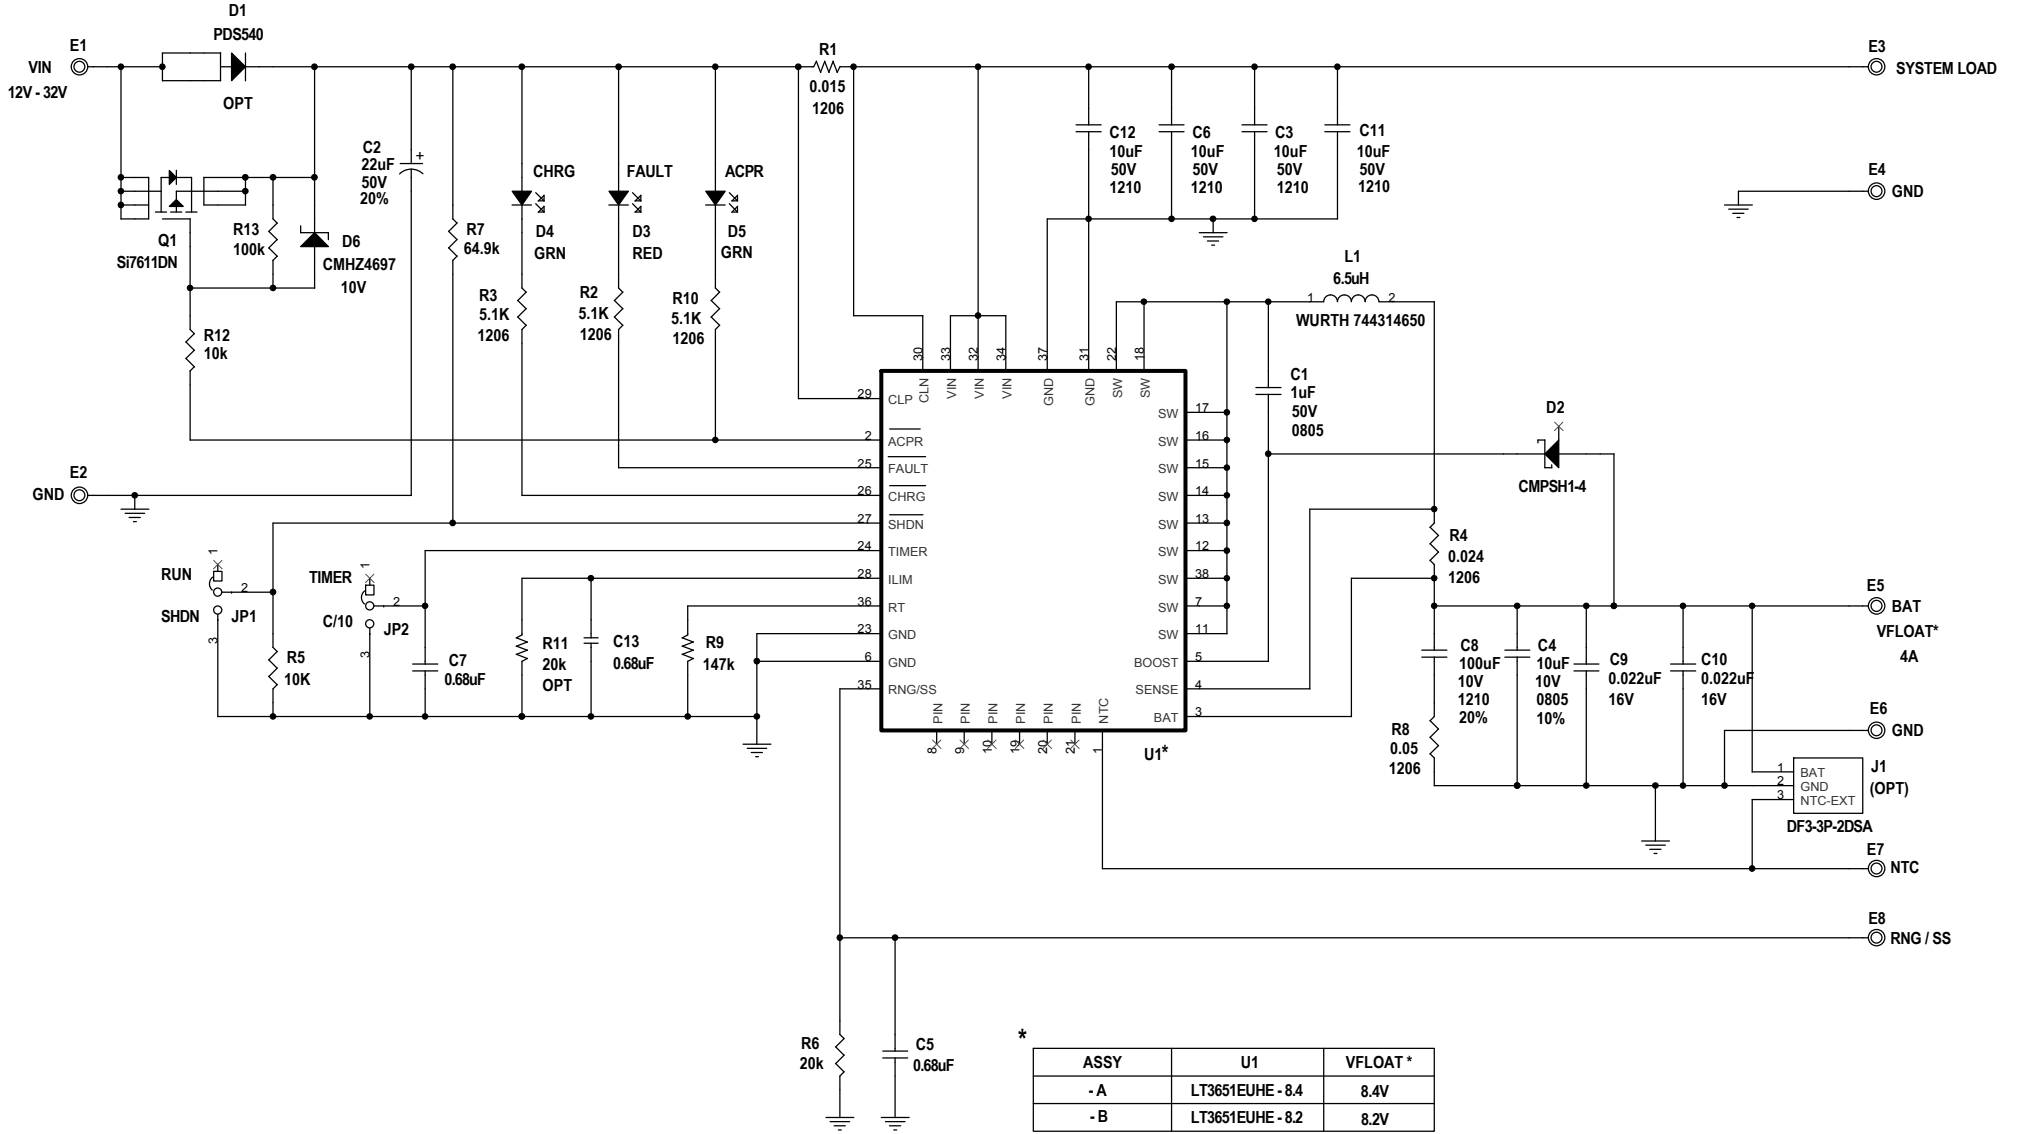 D1
PDS540
OPT
E1
VIN
12V - 32V
R1
0.015
1206
E3
SYSTEM LOAD
E4
GND
C2
22uF
50V
20%
+
Q1
Si7611DN
R13
100k
D6
CMHZ4697
10V
R12
10k
R7
64.9k
CHRG
D4
GRN
FAULT
D3
RED
ACPR
D5
GRN
R3
5.1K
1206
R2
5.1K
1206
R10
5.1K
1206
C12
10uF
50V
1210
C6
10uF
50V
1210
C3
10uF
50V
1210
C11
10uF
50V
1210
L1
6.5uH
1
2
WURTH 744314650
C1
1uF
50V
0805
D2
CMPSH1-4
E2
GND
30
33
32
34
37
31
22
18
CLN
VIN
VIN
VIN
GND
GND
SW
SW
29 CLP
2 ACPR
25 FAULT
26 CHRG
27 SHDN
24 TIMER
28 ILIM
36 RT
23 GND
6 GND
35 RNG/SS
SW 17
SW 16
SW 15
SW 14
SW 13
SW 12
SW 38
SW 7
SW 11
BOOST 5
SENSE 4
BAT 3
PIN
PIN
PIN
PIN
PIN
PIN
NTC
8
9
10
19
20
21
1
U1*
RUN
SHDN
JP1
1
2
3
TIMER
C/10
JP2
1
2
3
R5
10K
C7
0.68uF
R11
20k
OPT
C13
0.68uF
R9
147k
R4
0.024
1206
C8
100uF
10V
1210
20%
C4
10uF
10V
0805
10%
C9
0.022uF
16V
C10
0.022uF
16V
R8
0.05
1206
E5
BAT
VFLOAT*
4A
E6
GND
J1
(OPT)
1 BAT
2 GND
3 NTC-EXT
DF3-3P-2DSA
E7
NTC
E8
RNG / SS
R6
20k
C5
0.68uF
*
ASSY U1 VFLOAT *
- A LT3651EUHE - 8.4 8.4V
- B LT3651EUHE - 8.2 8.2V